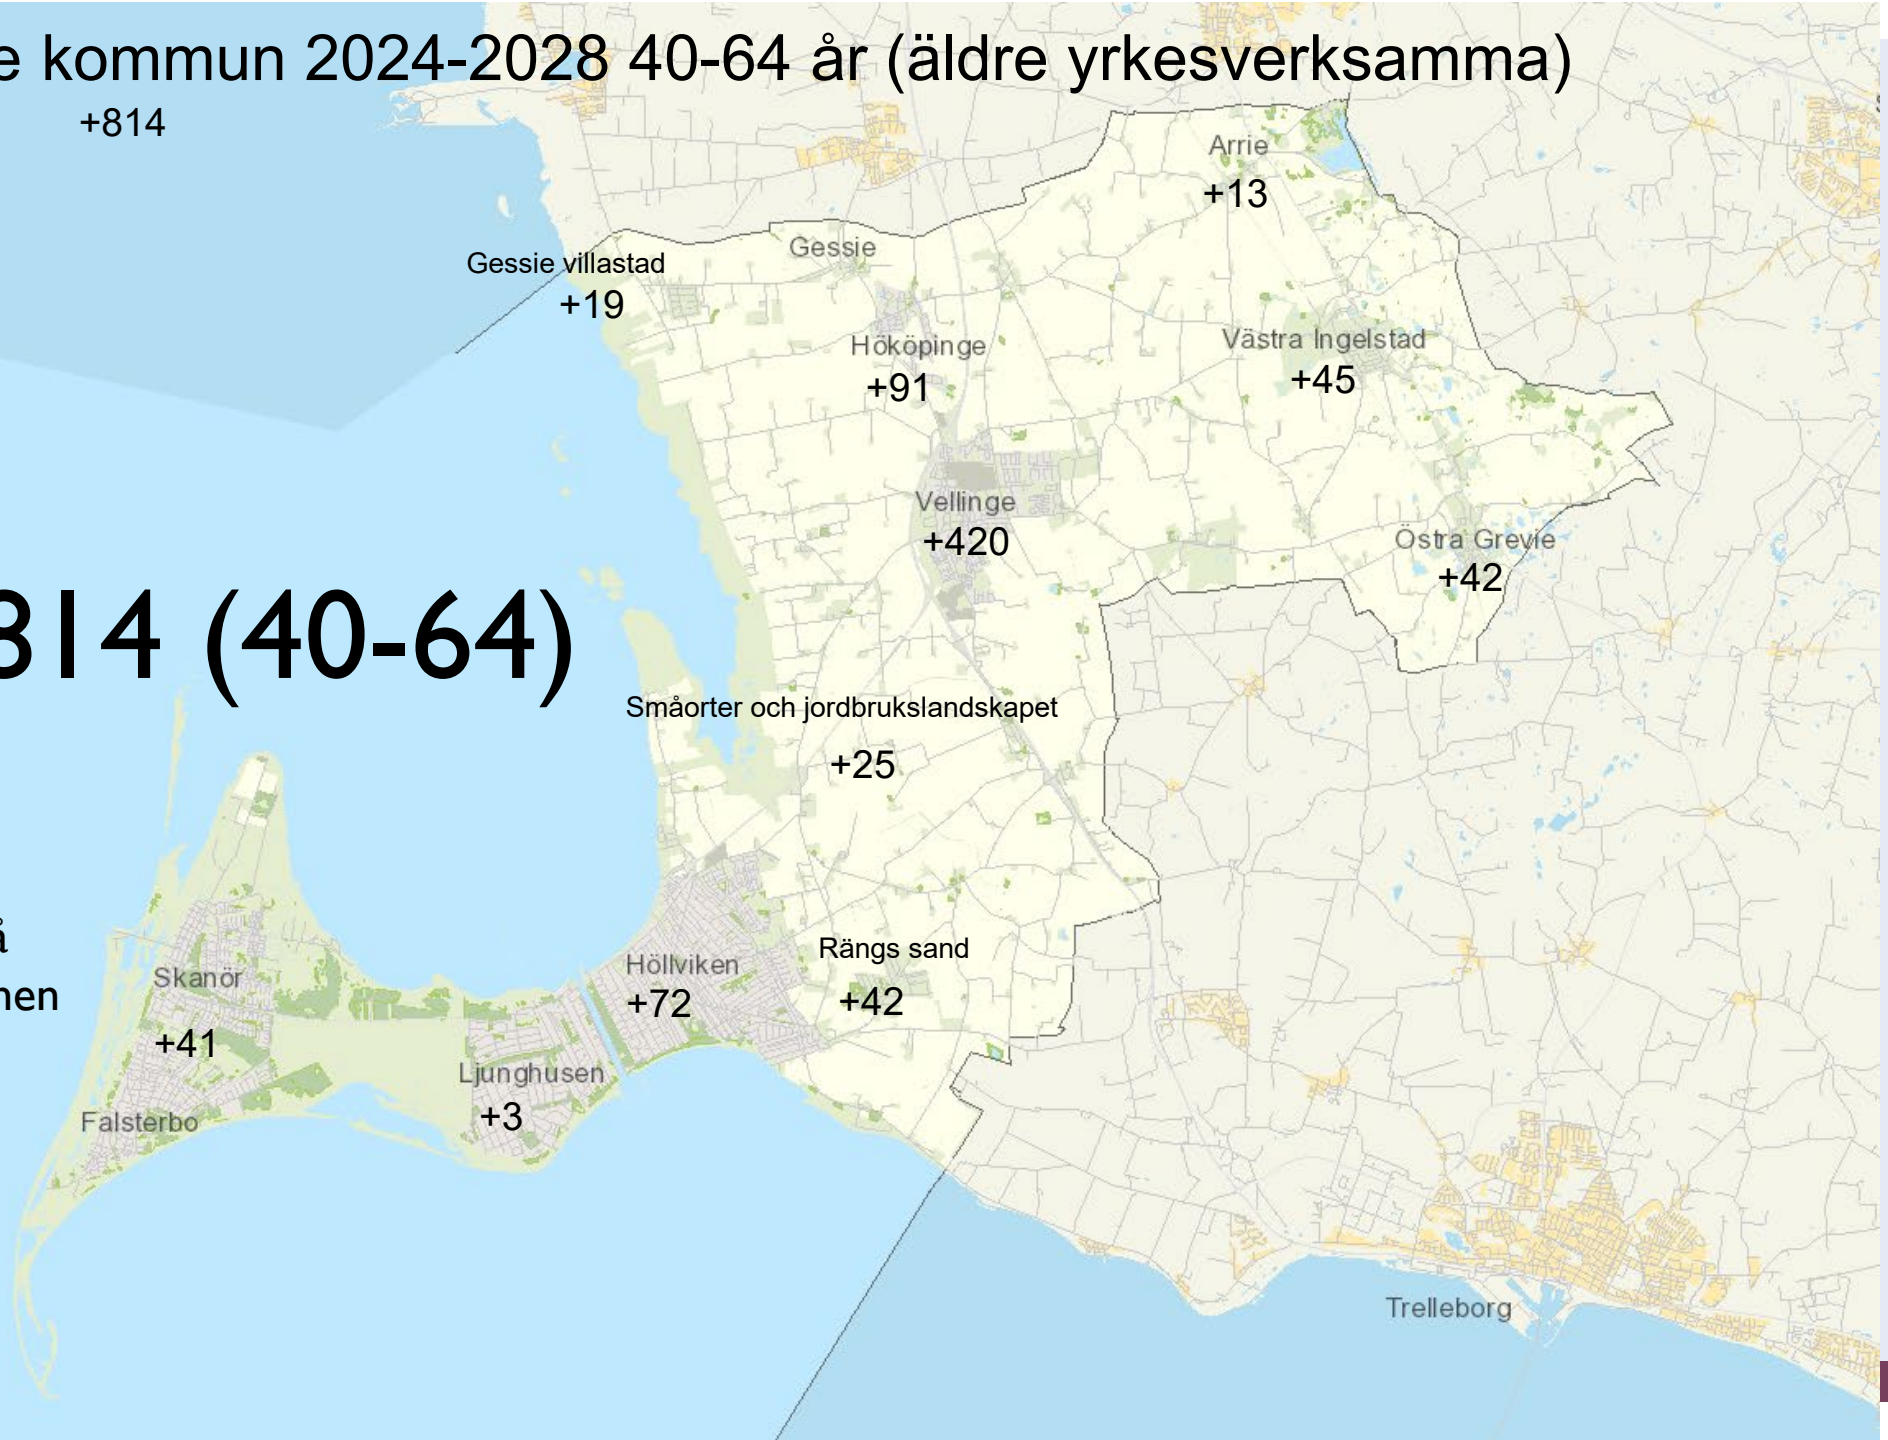 e kommun 2024-2028 40-64 år (äldre yrkesverksamma)
+814
Arrie
+13
Gessie
Gessie villastad
+19
Hököpinge
+91
Västra Ingelstad
+45
Vellinge
+420
Östra Grevie
+42
814 (40-64)
Småorter och jordbrukslandskapet
+25
å
nen
Skanör
+41
Falsterbo
Ljunghusen
+3
Höllviken
+72
Rängs sand
+42
Trelleborg